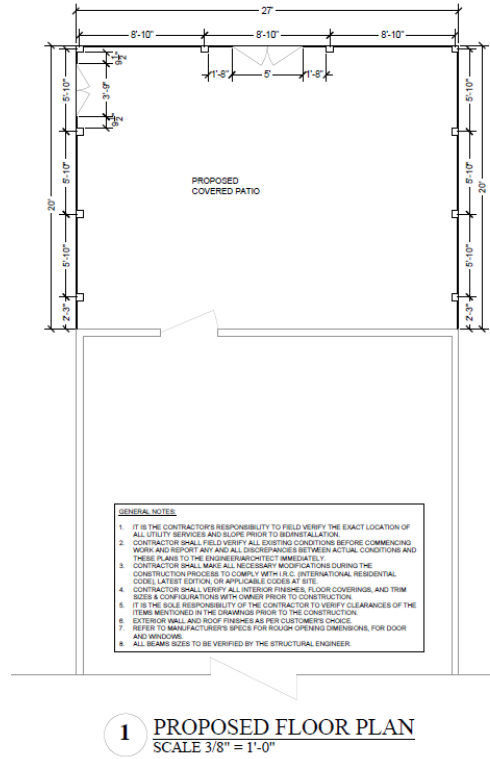 27'
8'-10"
8'-10"
8'-10"
1'-8"
5'
1'-8"
5'-10"
9 1/2"
3'-9"
9 1/2"
5'-10"
5'-10"
2'-3"
20'
5'-10"
5'-10"
5'-10"
2'-3"
20'
PROPOSED
COVERED PATIO
GENERAL NOTES:
1. IT IS THE CONTRACTOR'S RESPONSIBILITY TO FIELD VERIFY THE EXACT LOCATION OF
ALL UTILITY SERVICES AND SLOPE PRIOR TO BID/INSTALLATION.
2. CONTRACTOR SHALL FIELD VERIFY ALL EXISTING CONDITIONS BEFORE COMMENCING
WORK AND REPORT ANY AND ALL DISCREPANCIES BETWEEN ACTUAL CONDITIONS AND
THESE PLANS TO THE ENGINEER/ARCHITECT IMMEDIATELY.
3. CONTRACTOR SHALL MAKE ALL NECESSARY MODIFICATIONS DURING THE
CONSTRUCTION PROCESS TO COMPLY WITH I.R.C. (INTERNATIONAL RESIDENTIAL
CODE), LATEST EDITION, OR APPLICABLE CODES AT SITE.
4. CONTRACTOR SHALL VERIFY ALL INTERIOR FINISHES, FLOOR COVERINGS, AND TRIM
SIZES & CONFIGURATIONS WITH OWNER PRIOR TO CONSTRUCTION.
5. IT IS THE SOLE RESPONSIBILITY OF THE CONTRACTOR TO VERIFY CLEARANCES OF THE
ITEMS MENTIONED IN THE DRAWINGS PRIOR TO THE CONSTRUCTION.
6. EXTERIOR WALL AND ROOF FINISHES AS PER CUSTOMER'S CHOICE.
7. REFER TO MANUFACTURER'S SPECS FOR ROUGH OPENING DIMENSIONS, FOR DOOR
AND WINDOWS.
8. ALL BEAMS SIZES TO BE VERIFIED BY THE STRUCTURAL ENGINEER.
1 PROPOSED FLOOR PLAN
SCALE 3/8" = 1'-0"